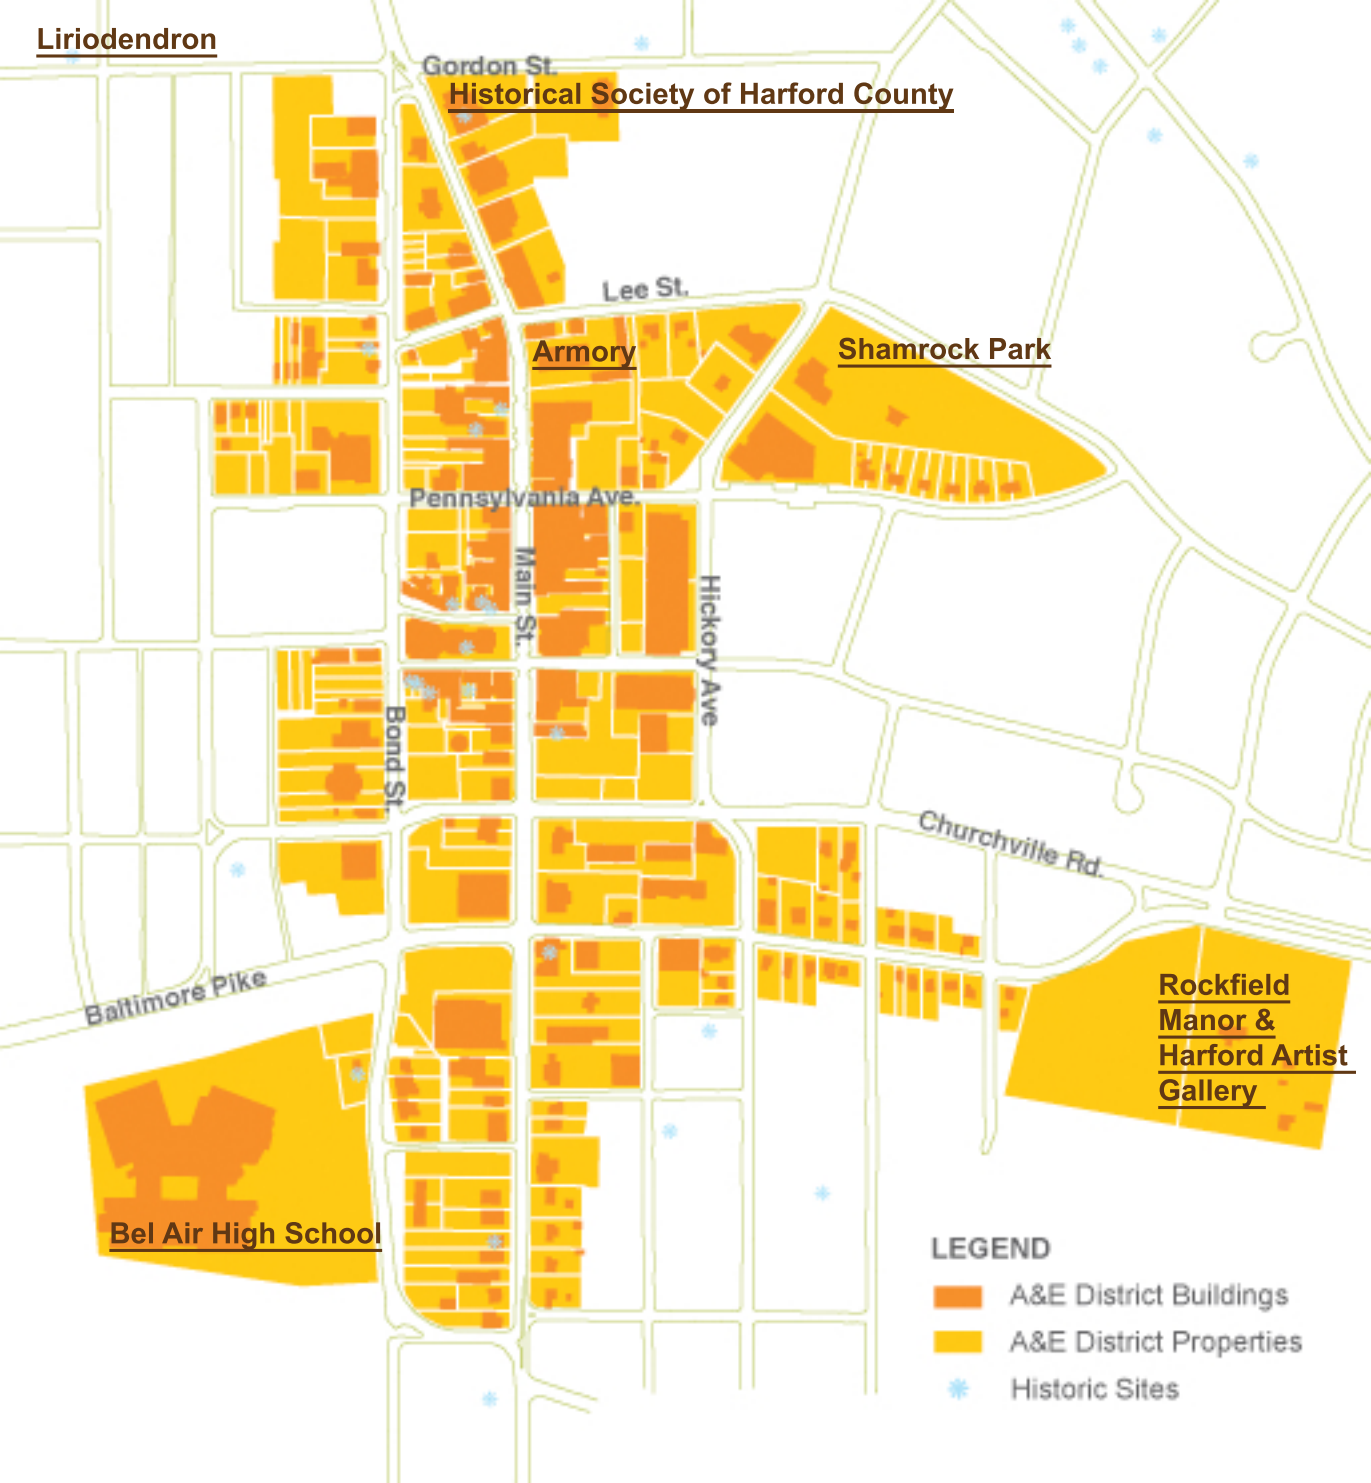 Liriodendron
Gordon St.
Historical Society of Harford County
Lee St.
Armory
Shamrock Park
Pennsylvania Ave.
Main St.
Hickory Ave
Bond St.
Churchville Rd.
Baltimore Pike
Rockfield
Manor &
Harford Artist
Gallery
Bel Air High School
LEGEND
A&E District Buildings
A&E District Properties
Historic Sites